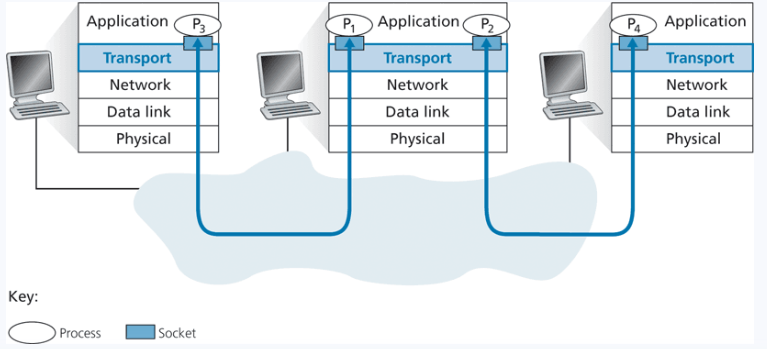 Application P3
Transport
Network
Data link
Physical
P1 Application P2
Transport
Network
Data link
Physical
P4 Application
Transport
Network
Data link
Physical
Key:
Process Socket